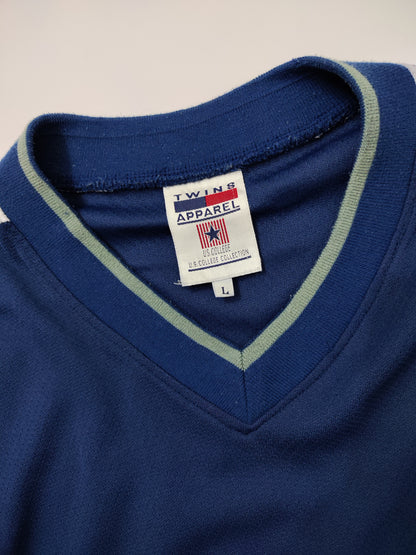 TWINS
APPAREL
U.S. COLLEGE
U.S. COLLEGE COLLECTION
L